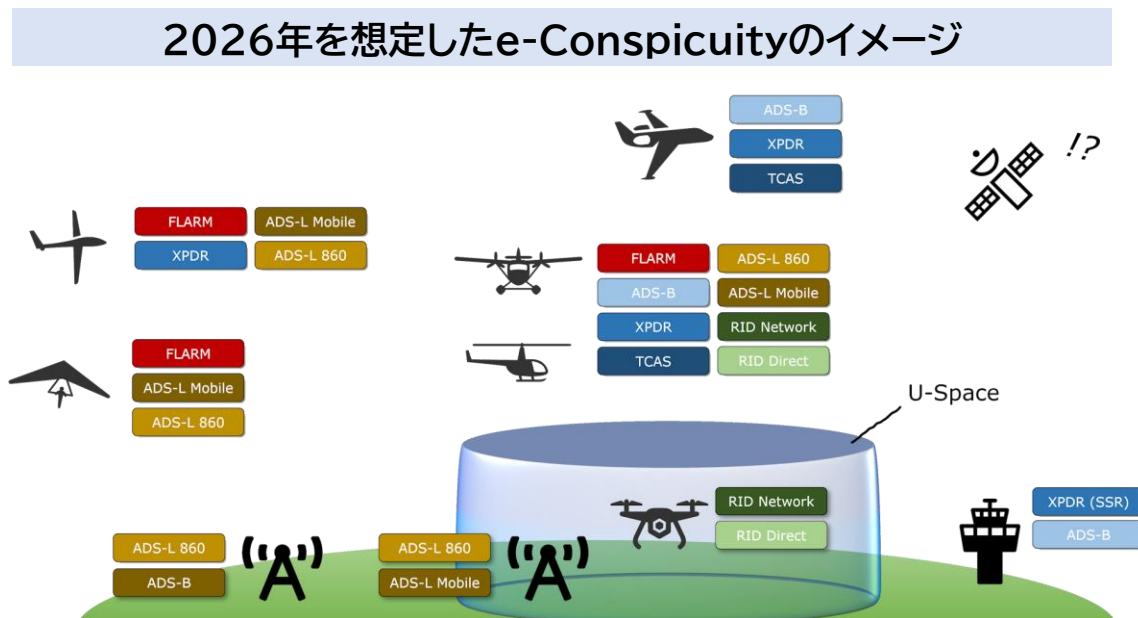 2026年を想定したe-Conspicuityのイメージ
ADS-B
XPDR
TCAS
!?
FLARM ADS-L Mobile
XPDR ADS-L 860
FLARM ADS-L 860
ADS-B ADS-L Mobile
XPDR RID Network
TCAS RID Direct
FLARM
ADS-L Mobile
ADS-L 860
U-Space
RID Network
RID Direct
XPDR (SSR)
ADS-B
ADS-L 860
ADS-B
ADS-L 860
ADS-L Mobile